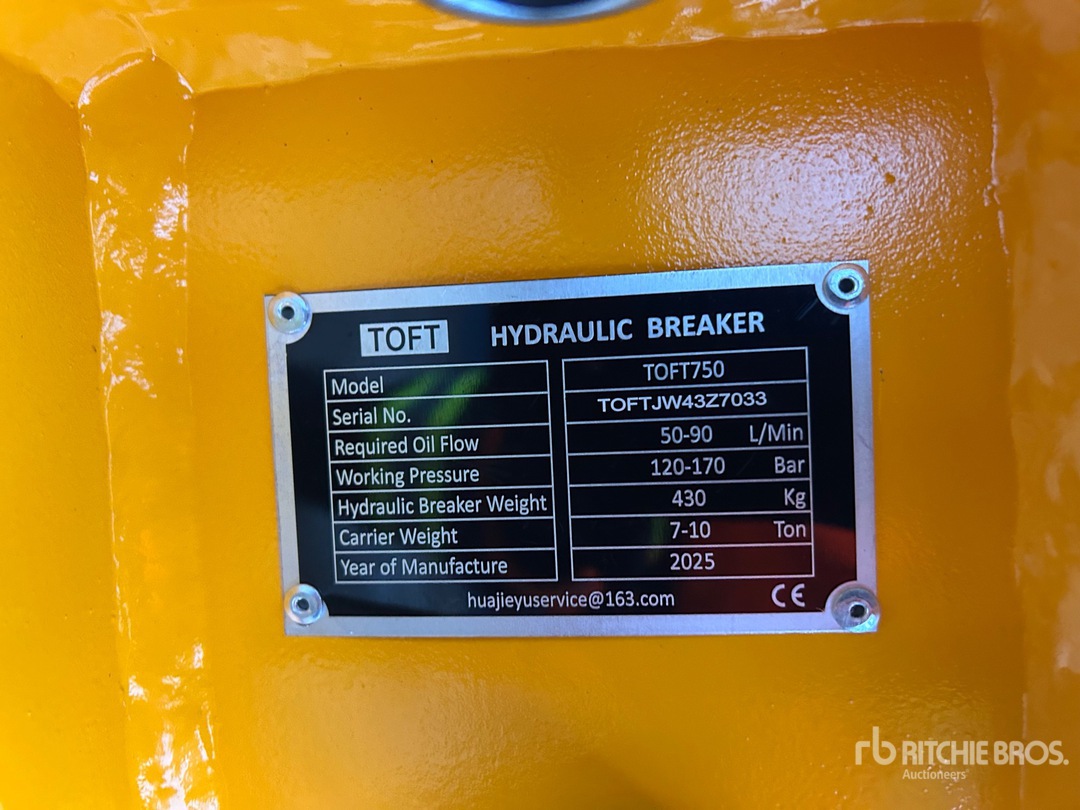 TOFT HYDRAULIC BREAKER
Model TOFT750
Serial No. TOFTJW43Z7033
Required Oil Flow 50-90 L/Min
Working Pressure 120-170 Bar
Hydraulic Breaker Weight 430 Kg
Carrier Weight 7-10 Ton
Year of Manufacture 2025
huajieyuservice@163.com CE
rb RITCHIE BROS.
Auctioneers